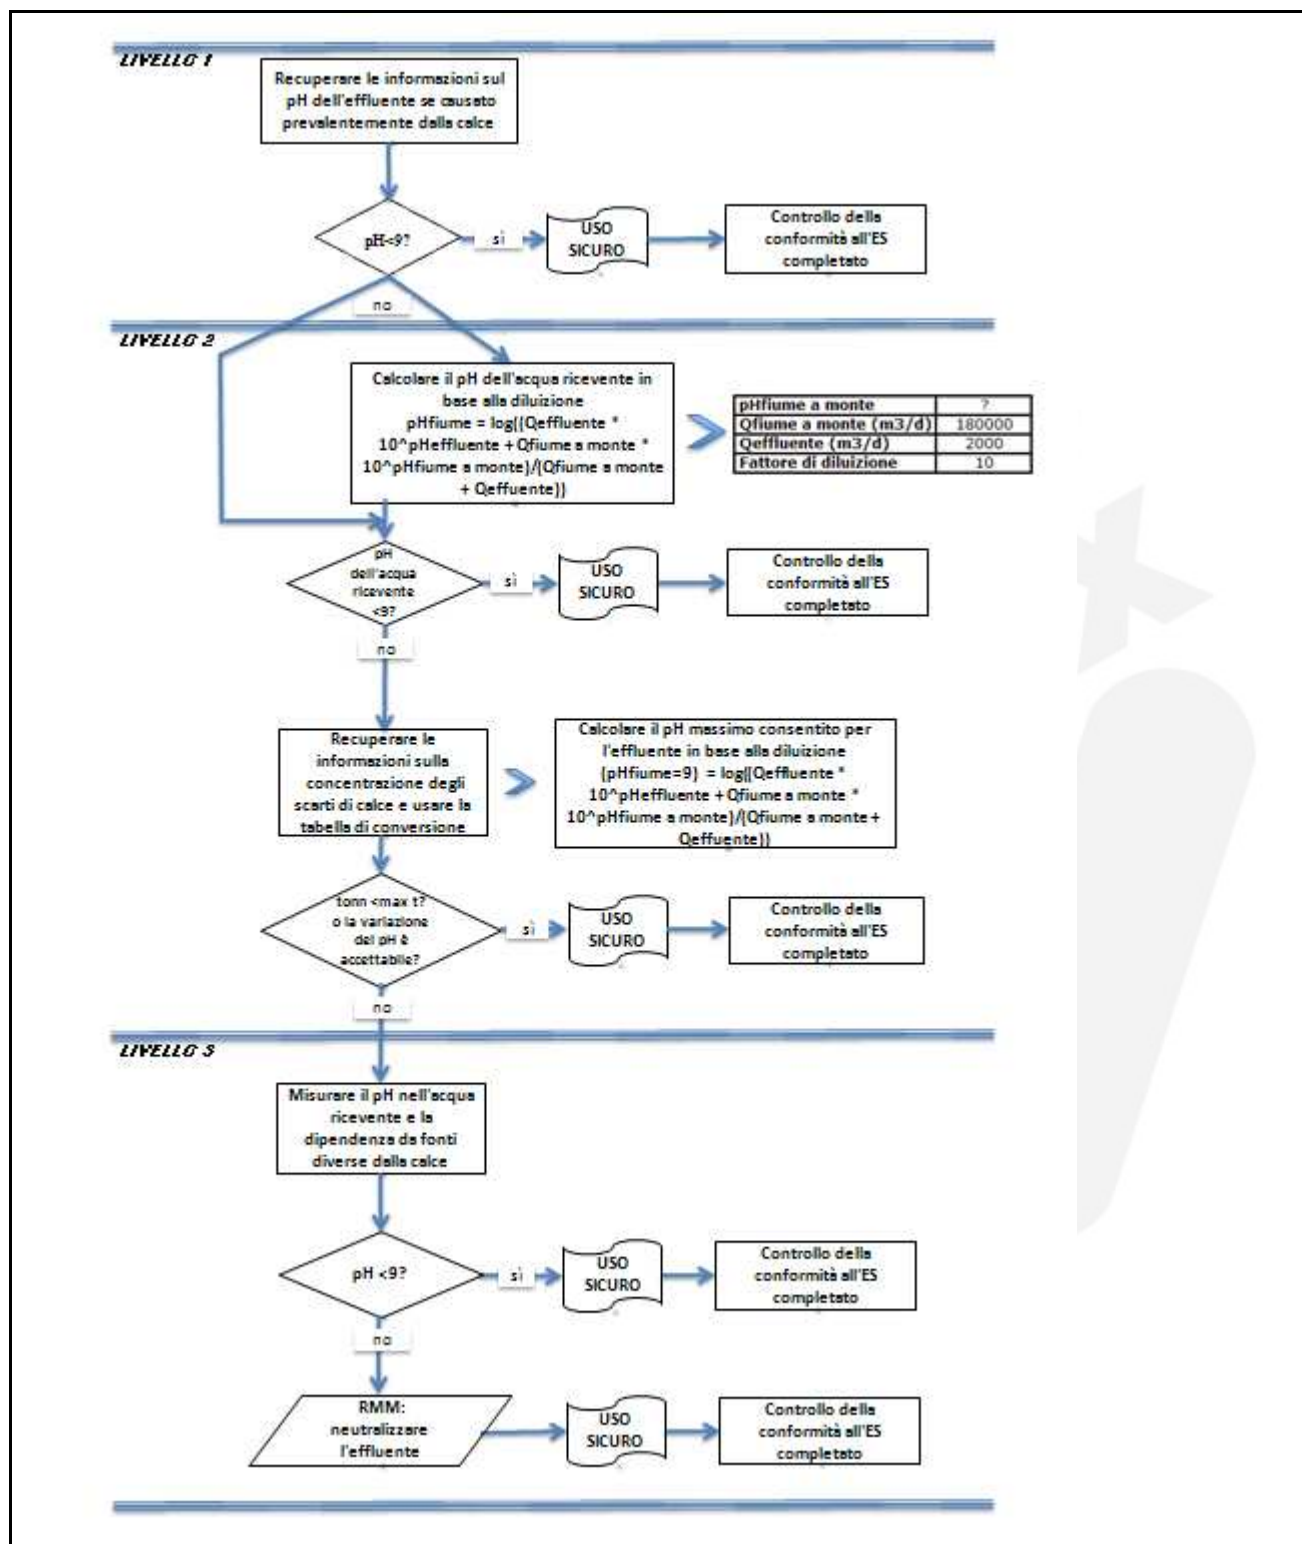 LIVELLO 1
Recuperare le informazioni sul
pH dell'effluente se causato
prevalentemente dalla calce
pH<9?
sì
USO
SICURO
Controllo della
conformità all'ES
completato
no
LIVELLO 2
Calcolare il pH dell'acqua ricevente in
base alla diluizione
pHfiume = log((Qeffluente *
10^pHeffluente + Qfiume a monte *
10^pHfiume a monte)/(Qfiume a monte
+ Qeffuente))
pHfiume a monte ?
Qfiume a monte (m3/d) 180000
Qeffluente (m3/d) 2000
Fattore di diluizione 10
pH
dell'acqua
ricevente
<9?
sì
USO
SICURO
Controllo della
conformità all'ES
completato
no
Recuperare le
informazioni sulla
concentrazione degli
scarti di calce e usare la
tabella di conversione
Calcolare il pH massimo consentito per
l'effluente in base alla diluizione
(pHfiume=9) = log((Qeffluente *
10^pHeffluente + Qfiume a monte *
10^pHfiume a monte)/(Qfiume a monte +
Qeffuente))
tonn <max t?
o la variazione
del pH è
accettabile?
sì
USO
SICURO
Controllo della
conformità all'ES
completato
no
LIVELLO 3
Misurare il pH nell'acqua
ricevente e la
dipendenza da fonti
diverse dalla calce
pH <9?
sì
USO
SICURO
Controllo della
conformità all'ES
completato
no
RMM:
neutralizzare
l'effluente
USO
SICURO
Controllo della
conformità all'ES
completato